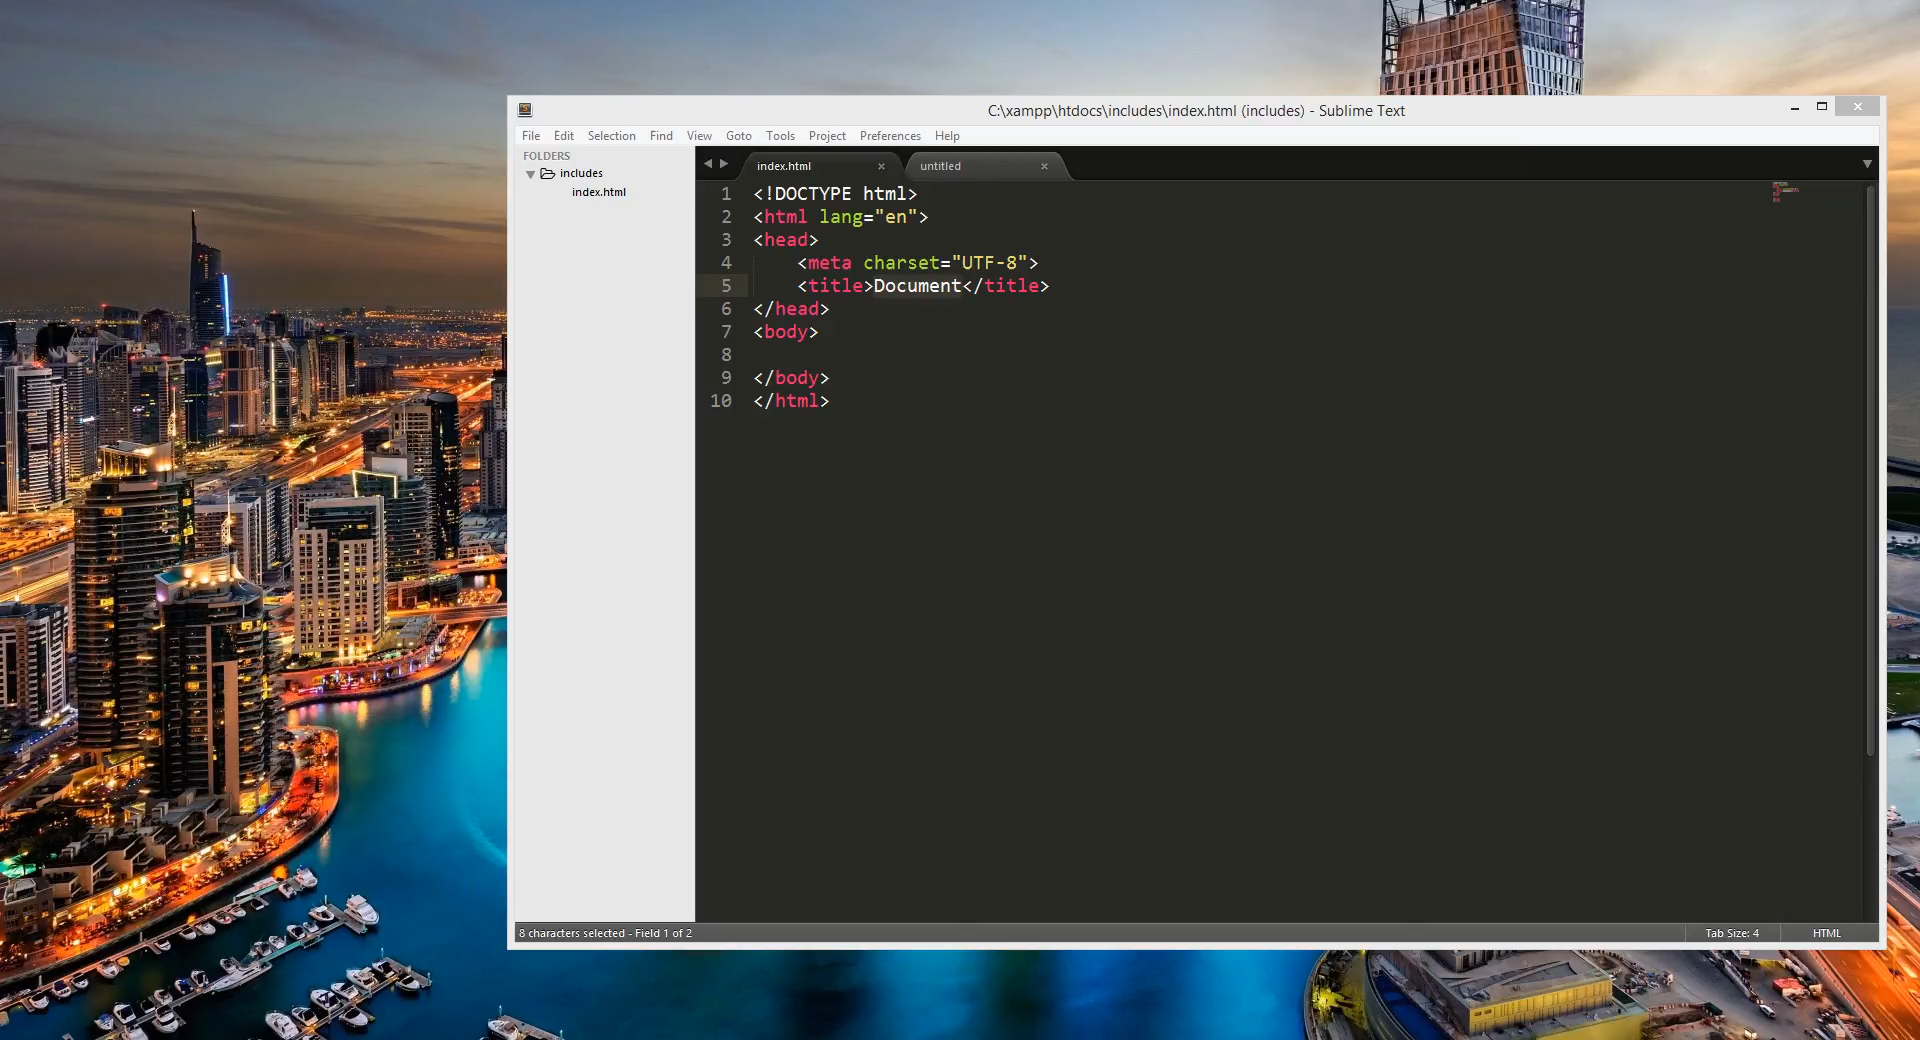 C:\xampp\htdocs\includes\index.html (includes) - Sublime Text
File Edit Selection Find View Goto Tools Project Preferences Help
FOLDERS
includes
index.html
index.html untitled
1 <!DOCTYPE html>
2 <html lang="en">
3 <head>
4 <meta charset="UTF-8">
5 <title>Document</title>
6 </head>
7 <body>
8
9 </body>
10 </html>
8 characters selected - Field 1 of 2 Tab Size: 4 HTML